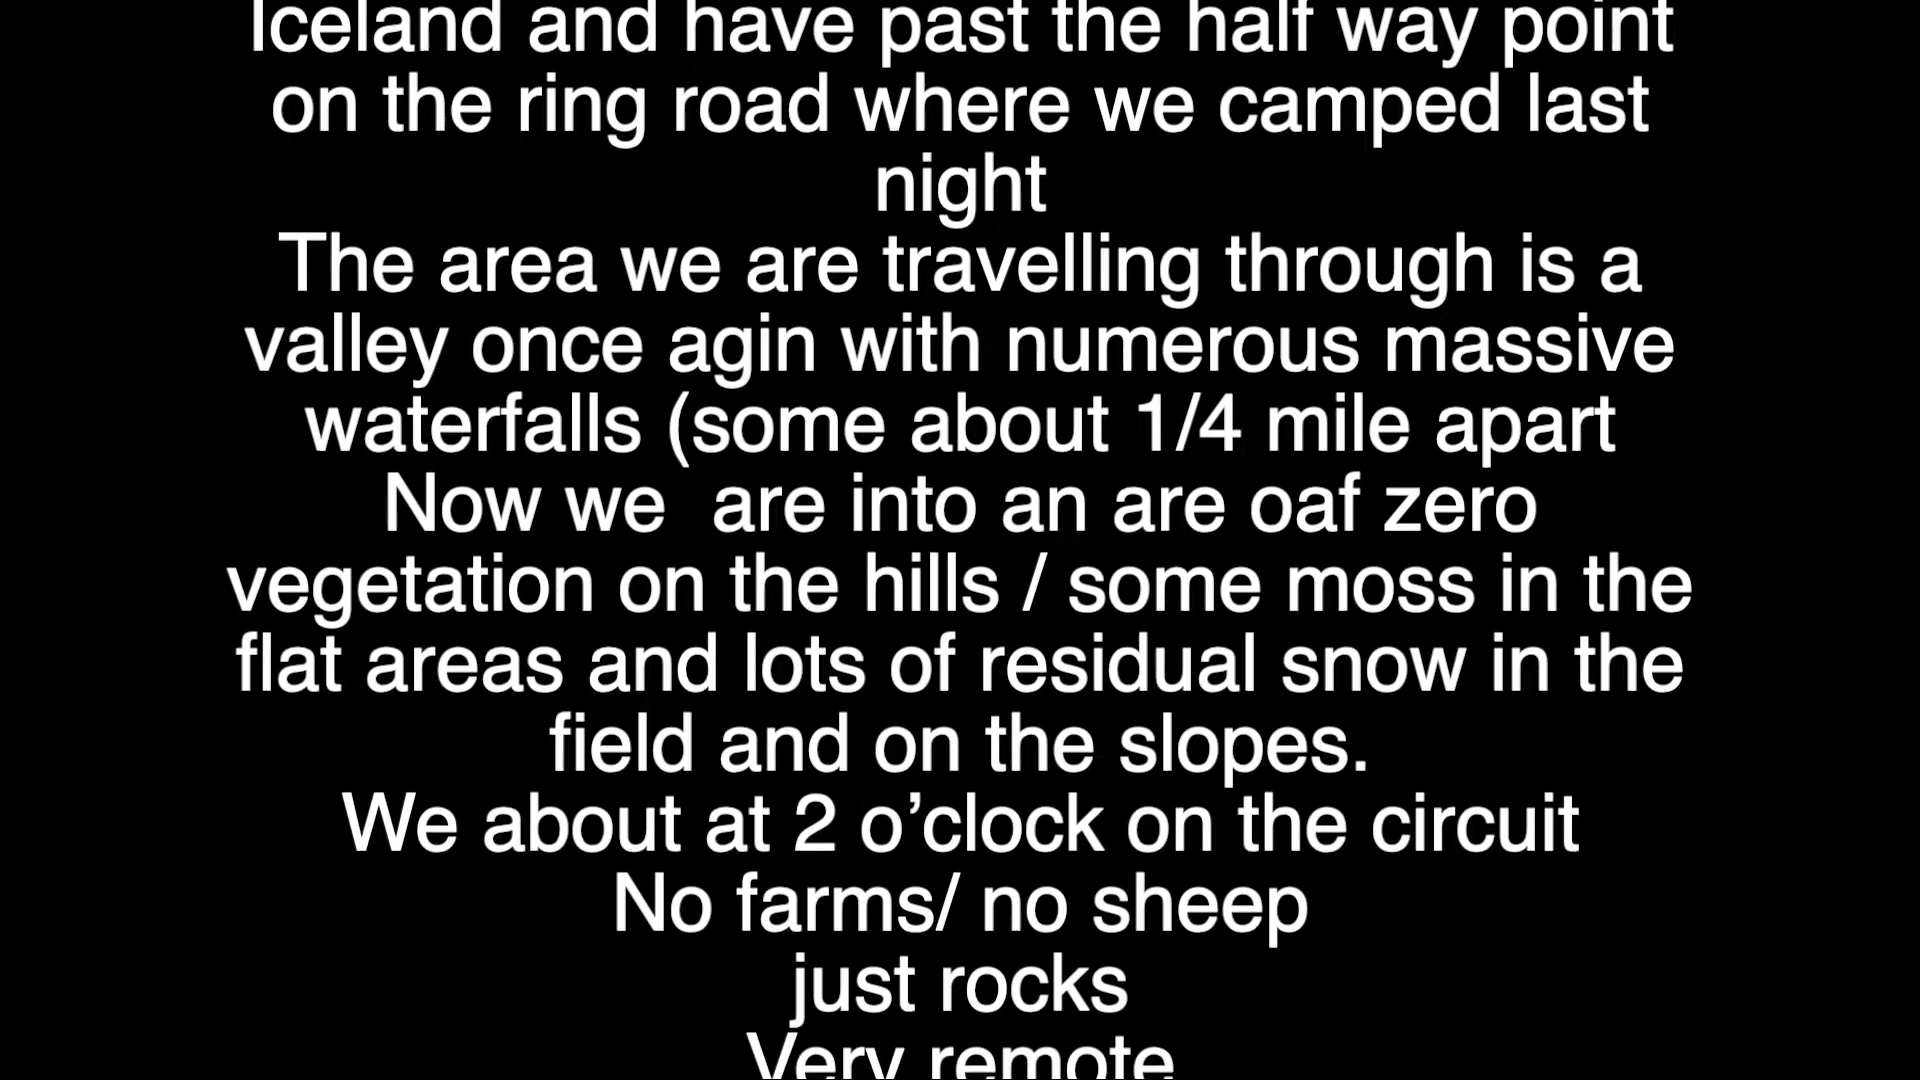 Iceland and have past the half way point
on the ring road where we camped last
night
The area we are travelling through is a
valley once agin with numerous massive
waterfalls (some about 1/4 mile apart
Now we  are into an are oaf zero
vegetation on the hills / some moss in the
flat areas and lots of residual snow in the
field and on the slopes.
We about at 2 o’clock on the circuit
No farms/ no sheep
just rocks
Very remote